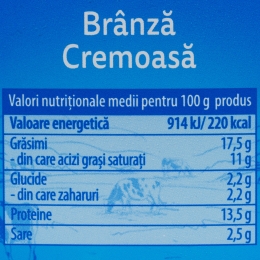 Brânză
Cremoasă
Valori nutriționale medii pentru 100 g produs
Valoare energetică 914 kJ/ 220 kcal
Grăsimi 17,5 g
- din care acizi grași saturați 11 g
Glucide 2,2 g
- din care zaharuri 2,2 g
Proteine 13,5 g
Sare 2,5 g